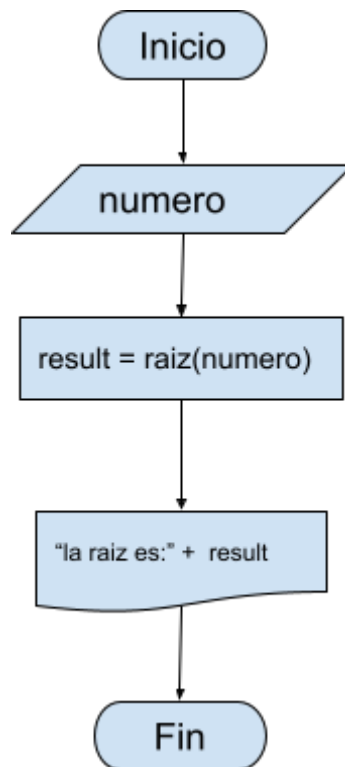 Inicio
numero
result = raiz(numero)
“la raiz es:” + result
Fin